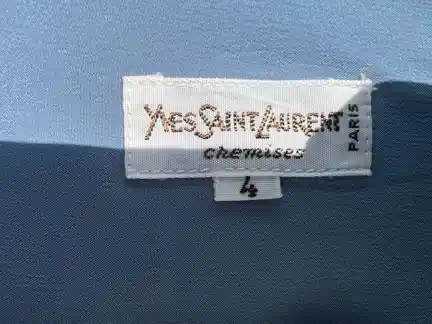 YVES SAINT LAURENT
chemises
PARIS
4